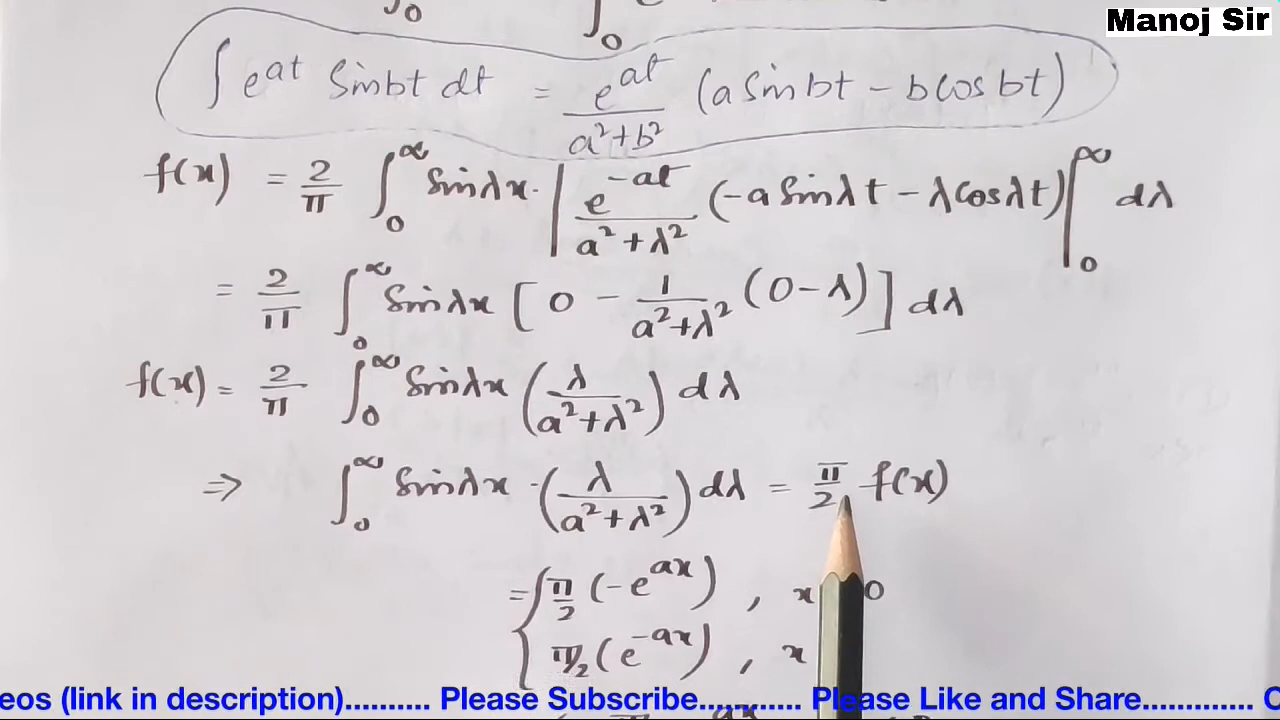 Manoj Sir
∫₀ ∫₀
∫ e^{at} Sin bt dt = e^{at}/(a²+b²) (a Sin bt − b Cos bt)
f(x) = 2/π ∫₀^∞ Sin λx · | e^{−at}/(a²+λ²) (−a Sin λt − λ Cos λt) |₀^∞ dλ
= 2/π ∫₀^∞ Sin λx [ 0 − 1/(a²+λ²) (0−λ) ] dλ
f(x) = 2/π ∫₀^∞ Sin λx ( λ/(a²+λ²) ) dλ
⇒ ∫₀^∞ Sin λx · ( λ/(a²+λ²) ) dλ = π/2 f(x)
= { π/2 (−e^{ax}) , x 0
π/2 (e^{−ax}) , x
eos (link in description).......... Please Subscribe............ Please Like and Share............. C